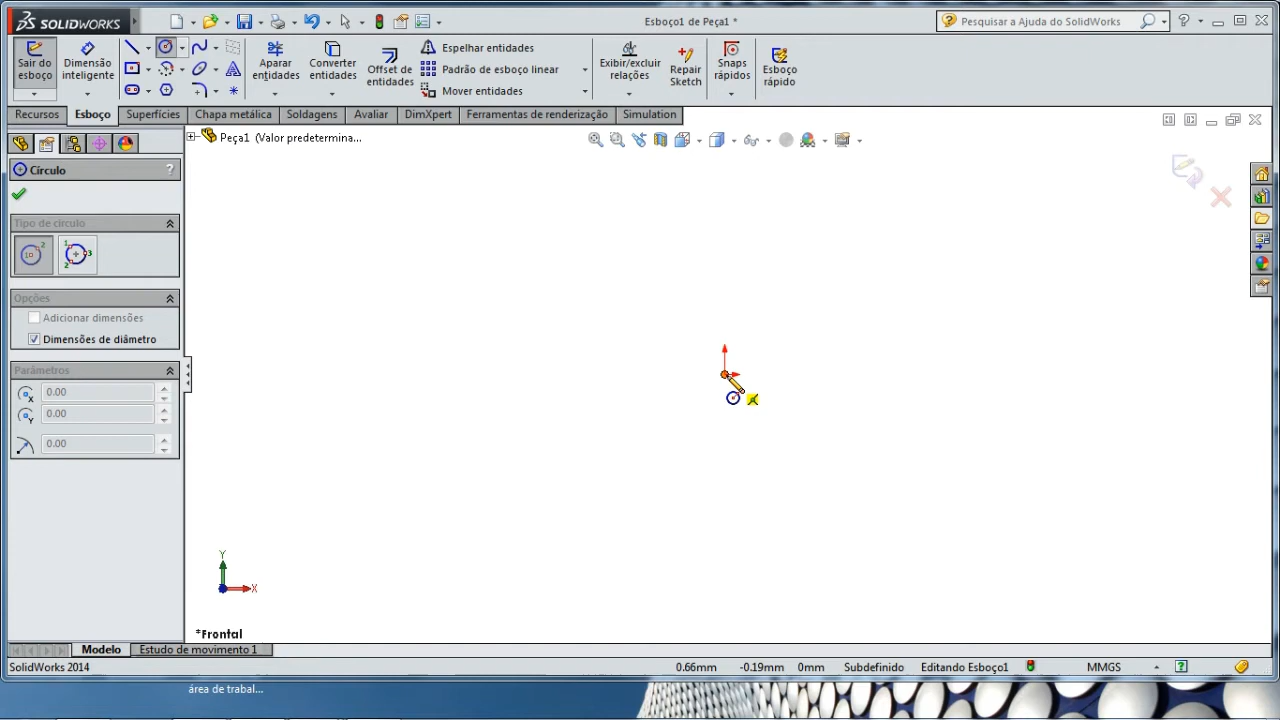 SOLIDWORKS
Esboço1 de Peça1 *
Pesquisar a Ajuda do SolidWorks
Sair do esboço
Dimensão inteligente
Aparar entidades
Converter entidades
Offset de entidades
Espelhar entidades
Padrão de esboço linear
Mover entidades
Exibir/excluir relações
Repair Sketch
Snaps rápidos
Esboço rápido
Recursos
Esboço
Superfícies
Chapa metálica
Soldagens
Avaliar
DimXpert
Ferramentas de renderização
Simulation
Peça1 (Valor predetermina...
Círculo
?
Tipo de círculo
Opções
Adicionar dimensões
Dimensões de diâmetro
Parâmetros
0.00
0.00
0.00
Y
X
*Frontal
Modelo
Estudo de movimento 1
SolidWorks 2014
0.66mm
-0.19mm
0mm
Subdefinido
Editando Esboço1
MMGS
área de trabal...